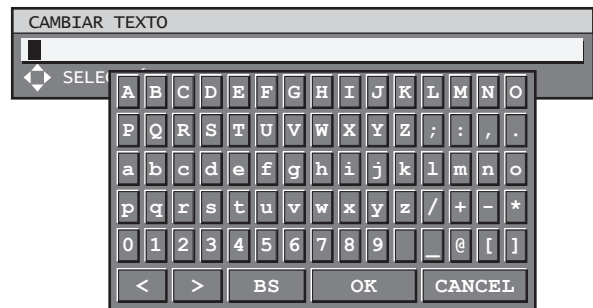 CAMBIAR TEXTO
A B C D E F G H I J K L M N O
P Q R S T U V W X Y Z ; : , .
a b c d e f g h i j k l m n o
p q r s t u v w x y z / + - *
0 1 2 3 4 5 6 7 8 9 _ @ [ ]
< > BS OK CANCEL